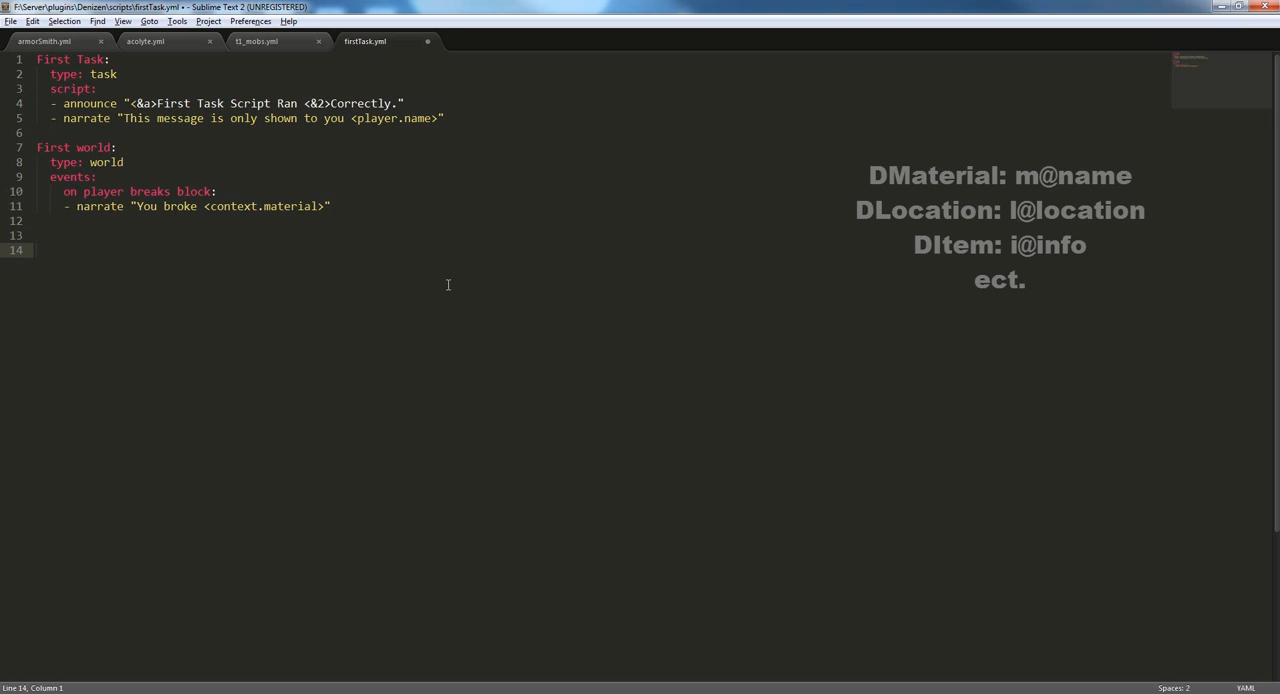 F:\Server\plugins\Denizen\scripts\firstTask.yml • - Sublime Text 2 (UNREGISTERED)
File Edit Selection Find View Goto Tools Project Preferences Help
armorSmith.yml × acolyte.yml × t1_mobs.yml × firstTask.yml
1 First Task:
2 type: task
3 script:
4 - announce "<&a>First Task Script Ran <&2>Correctly."
5 - narrate "This message is only shown to you <player.name>"
6
7 First world:
8 type: world
9 events:
10 on player breaks block:
11 - narrate "You broke <context.material>"
12
13
14
DMaterial: m@name
DLocation: l@location
DItem: i@info
ect.
Line 14, Column 1 Spaces: 2 YAML